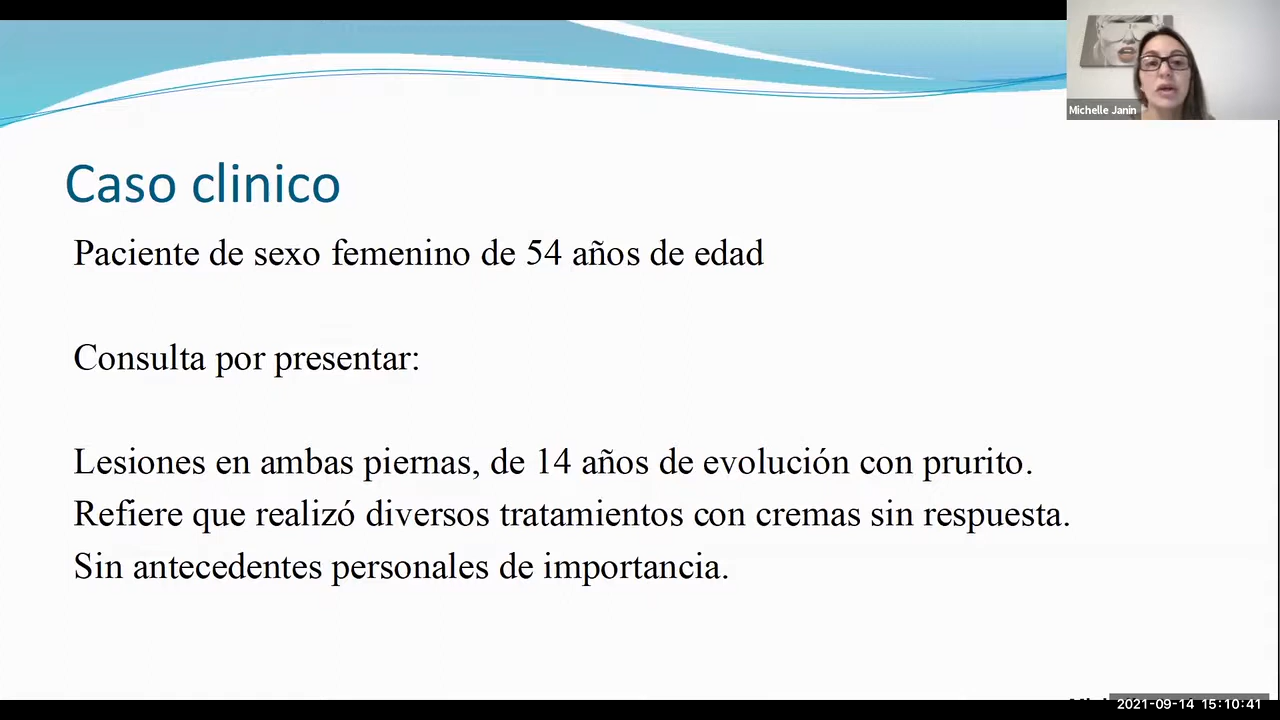 Michelle Janin
Caso clinico
Paciente de sexo femenino de 54 años de edad
Consulta por presentar:
Lesiones en ambas piernas, de 14 años de evolución con prurito.
Refiere que realizó diversos tratamientos con cremas sin respuesta.
Sin antecedentes personales de importancia.
2021-09-14 15:10:41